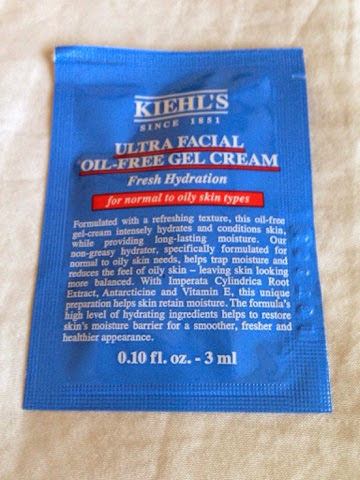 KIEHL'S
SINCE 1851
ULTRA FACIAL
OIL-FREE GEL CREAM
Fresh Hydration
for normal to oily skin types
Formulated with a refreshing texture, this oil-free
gel-cream intensely hydrates and conditions skin,
while providing long-lasting moisture. Our
non-greasy hydrator, specifically formulated for
normal to oily skin needs, helps trap moisture and
reduces the feel of oily skin – leaving skin looking
more balanced. With Imperata Cylindrica Root
Extract, Antarcticine and Vitamin E, this unique
preparation helps skin retain moisture. The formula's
high level of hydrating ingredients helps to restore
skin's moisture barrier for a smoother, fresher and
healthier appearance.
0.10 fl. oz. - 3 ml